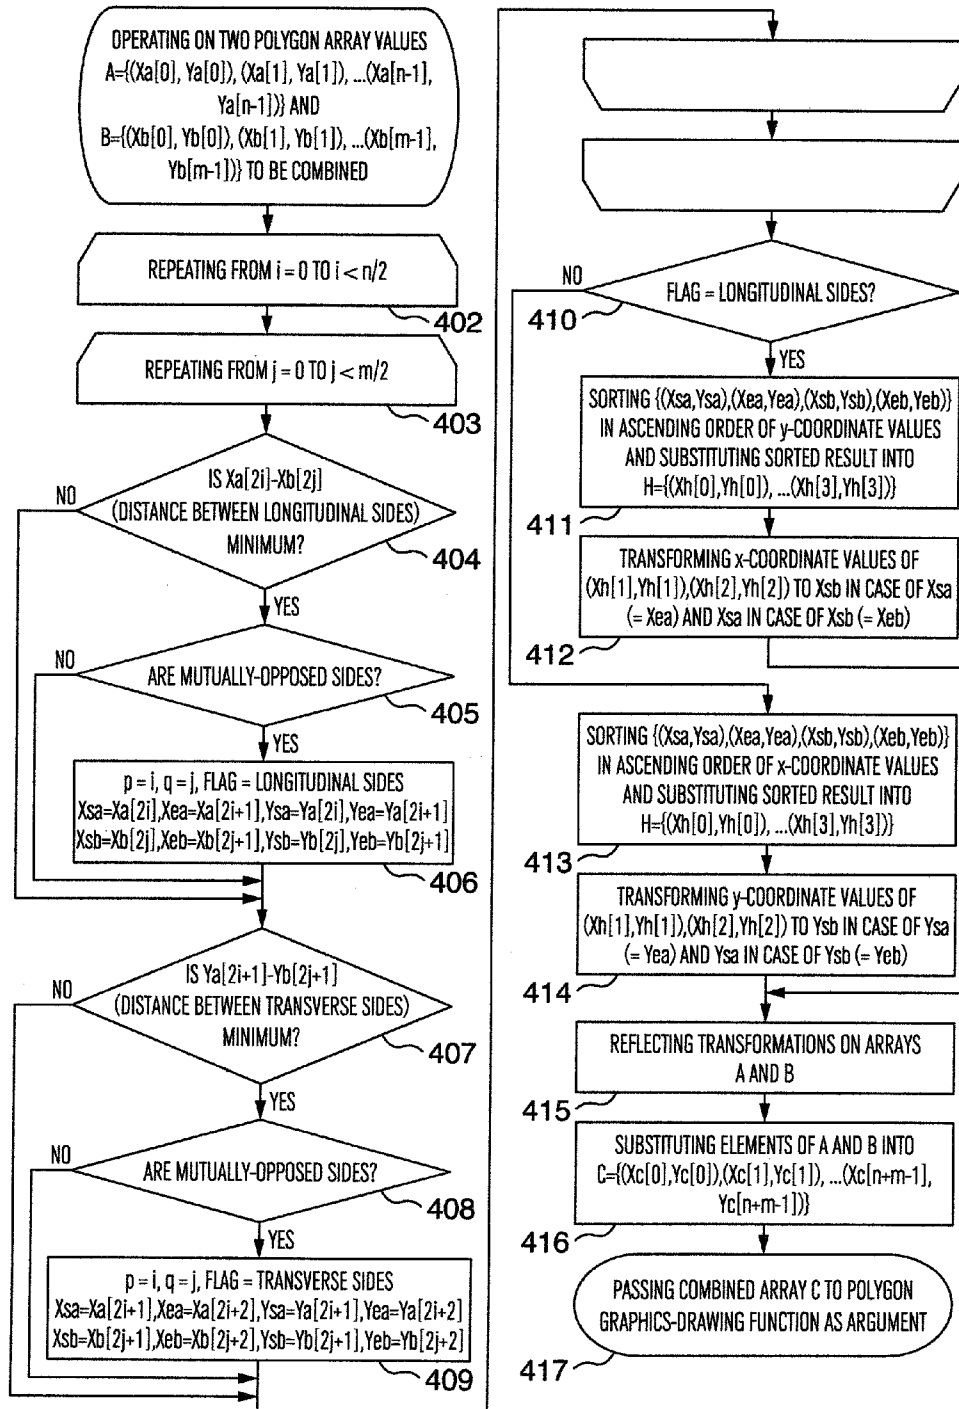 OPERATING ON TWO POLYGON ARRAY VALUES
A={(Xa[0], Ya[0]), (Xa[1], Ya[1]), ...(Xa[n-1],
Ya[n-1])} AND
B={(Xb[0], Yb[0]), (Xb[1], Yb[1]), ...(Xb[m-1],
Yb[m-1])} TO BE COMBINED
REPEATING FROM i = 0 TO i < n/2
402
REPEATING FROM j = 0 TO j < m/2
403
IS Xa[2i]-Xb[2j]
(DISTANCE BETWEEN LONGITUDINAL SIDES)
MINIMUM?
NO
404
YES
ARE MUTUALLY-OPPOSED SIDES?
NO
405
YES
p = i, q = j, FLAG = LONGITUDINAL SIDES
Xsa=Xa[2i],Xea=Xa[2i+1],Ysa=Ya[2i],Yea=Ya[2i+1]
Xsb=Xb[2j],Xeb=Xb[2j+1],Ysb=Yb[2j],Yeb=Yb[2j+1]
406
IS Ya[2i+1]-Yb[2j+1]
(DISTANCE BETWEEN TRANSVERSE SIDES)
MINIMUM?
NO
407
YES
ARE MUTUALLY-OPPOSED SIDES?
NO
408
YES
p = i, q = j, FLAG = TRANSVERSE SIDES
Xsa=Xa[2i+1],Xea=Xa[2i+2],Ysa=Ya[2i+1],Yea=Ya[2i+2]
Xsb=Xb[2j+1],Xeb=Xb[2j+2],Ysb=Yb[2j+1],Yeb=Yb[2j+2]
409
NO
FLAG = LONGITUDINAL SIDES?
410
YES
SORTING {(Xsa,Ysa),(Xea,Yea),(Xsb,Ysb),(Xeb,Yeb)}
IN ASCENDING ORDER OF y-COORDINATE VALUES
AND SUBSTITUTING SORTED RESULT INTO
H={(Xh[0],Yh[0]), ...(Xh[3],Yh[3])}
411
TRANSFORMING x-COORDINATE VALUES OF
(Xh[1],Yh[1]),(Xh[2],Yh[2]) TO Xsb IN CASE OF Xsa
(= Xea) AND Xsa IN CASE OF Xsb (= Xeb)
412
SORTING {(Xsa,Ysa),(Xea,Yea),(Xsb,Ysb),(Xeb,Yeb)}
IN ASCENDING ORDER OF x-COORDINATE VALUES
AND SUBSTITUTING SORTED RESULT INTO
H={(Xh[0],Yh[0]), ...(Xh[3],Yh[3])}
413
TRANSFORMING y-COORDINATE VALUES OF
(Xh[1],Yh[1]),(Xh[2],Yh[2]) TO Ysb IN CASE OF Ysa
(= Yea) AND Ysa IN CASE OF Ysb (= Yeb)
414
REFLECTING TRANSFORMATIONS ON ARRAYS
A AND B
415
SUBSTITUTING ELEMENTS OF A AND B INTO
C={(Xc[0],Yc[0]),(Xc[1],Yc[1]), ...(Xc[n+m-1],
Yc[n+m-1])}
416
PASSING COMBINED ARRAY C TO POLYGON
GRAPHICS-DRAWING FUNCTION AS ARGUMENT
417